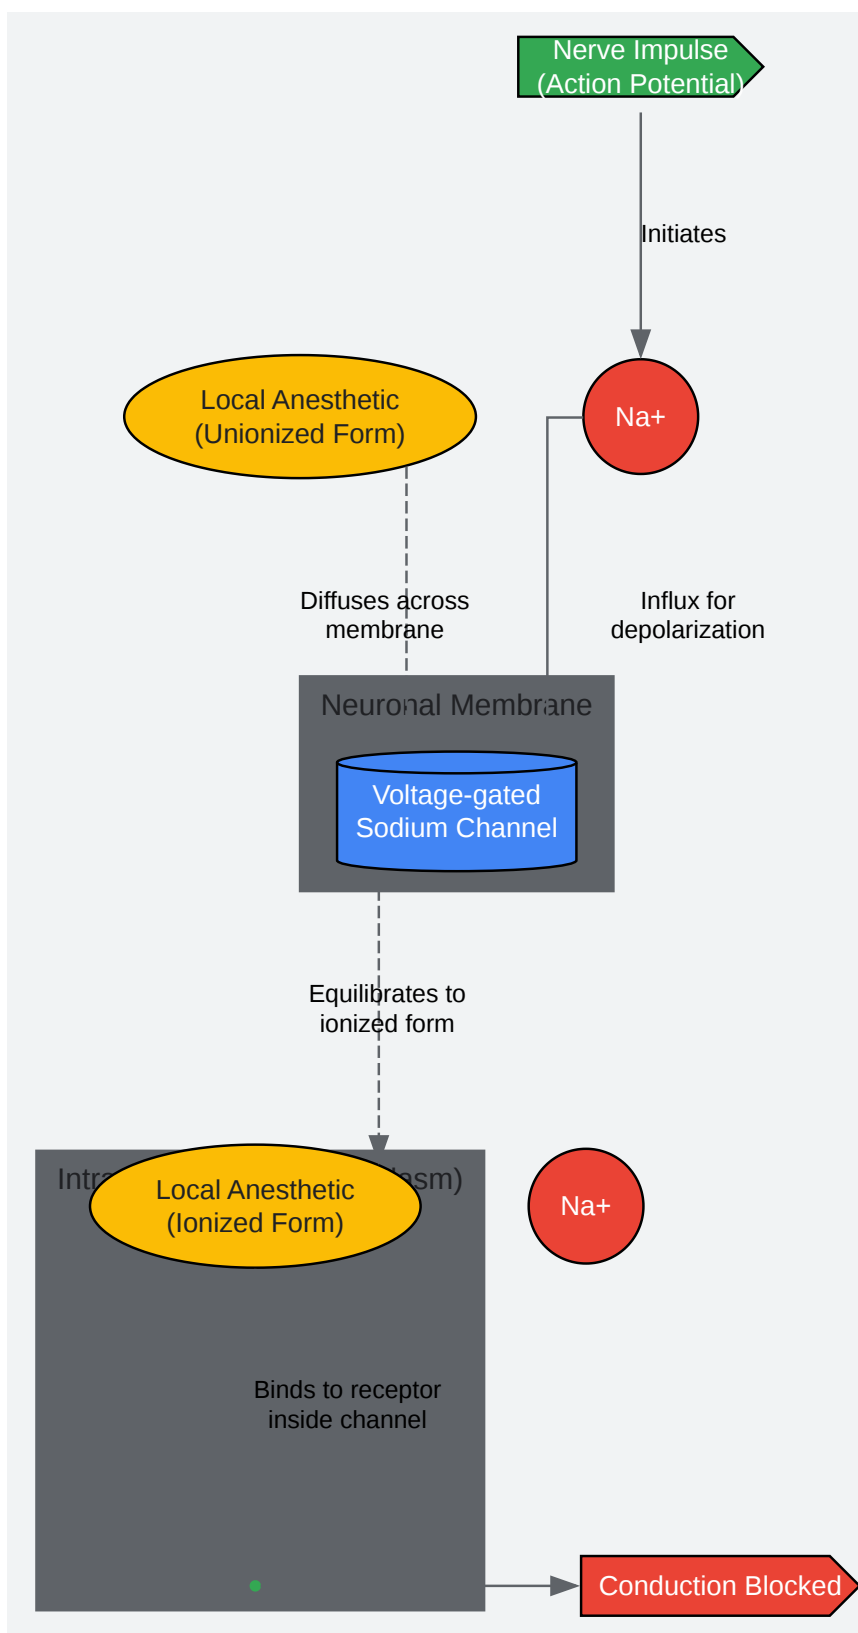 Nerve Impulse
(Action Potential)
Initiates
Local Anesthetic
(Unionized Form)
Na+
Diffuses across
membrane
Influx for
depolarization
Neuronal Membrane
Voltage-gated
Sodium Channel
Equilibrates to
ionized form
Local Anesthetic
(Ionized Form)
Na+
Binds to receptor
inside channel
Conduction Blocked